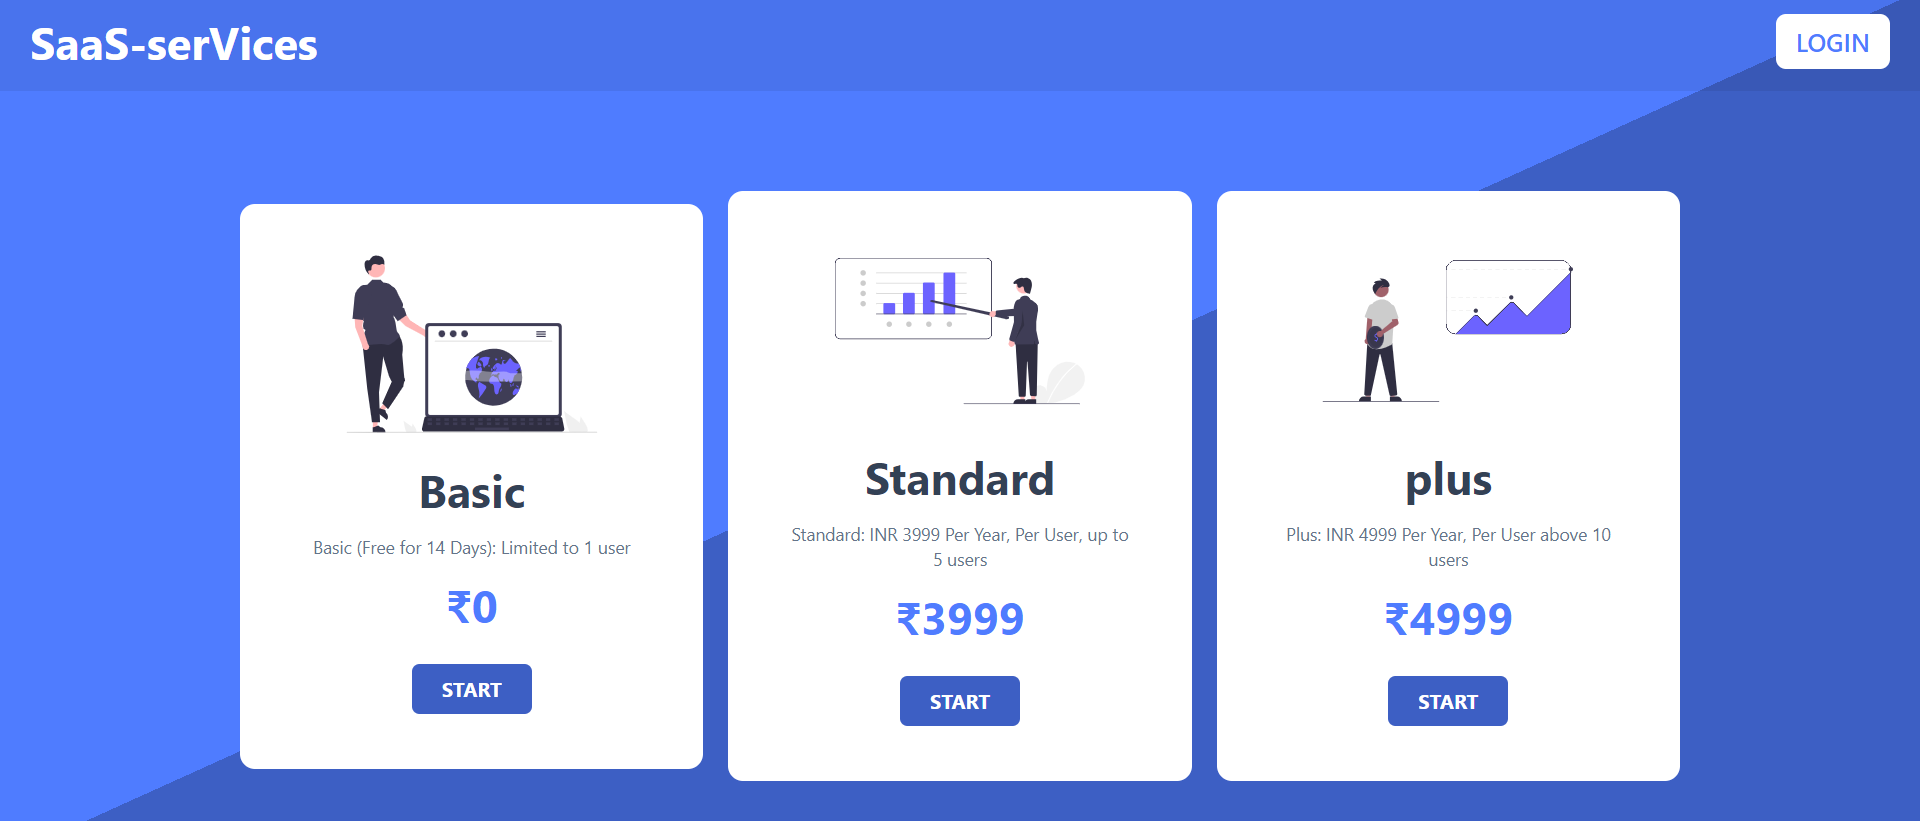 SaaS-serVices
LOGIN
Basic
Basic (Free for 14 Days): Limited to 1 user
₹0
START
Standard
Standard: INR 3999 Per Year, Per User, up to
5 users
₹3999
START
plus
Plus: INR 4999 Per Year, Per User above 10
users
₹4999
START